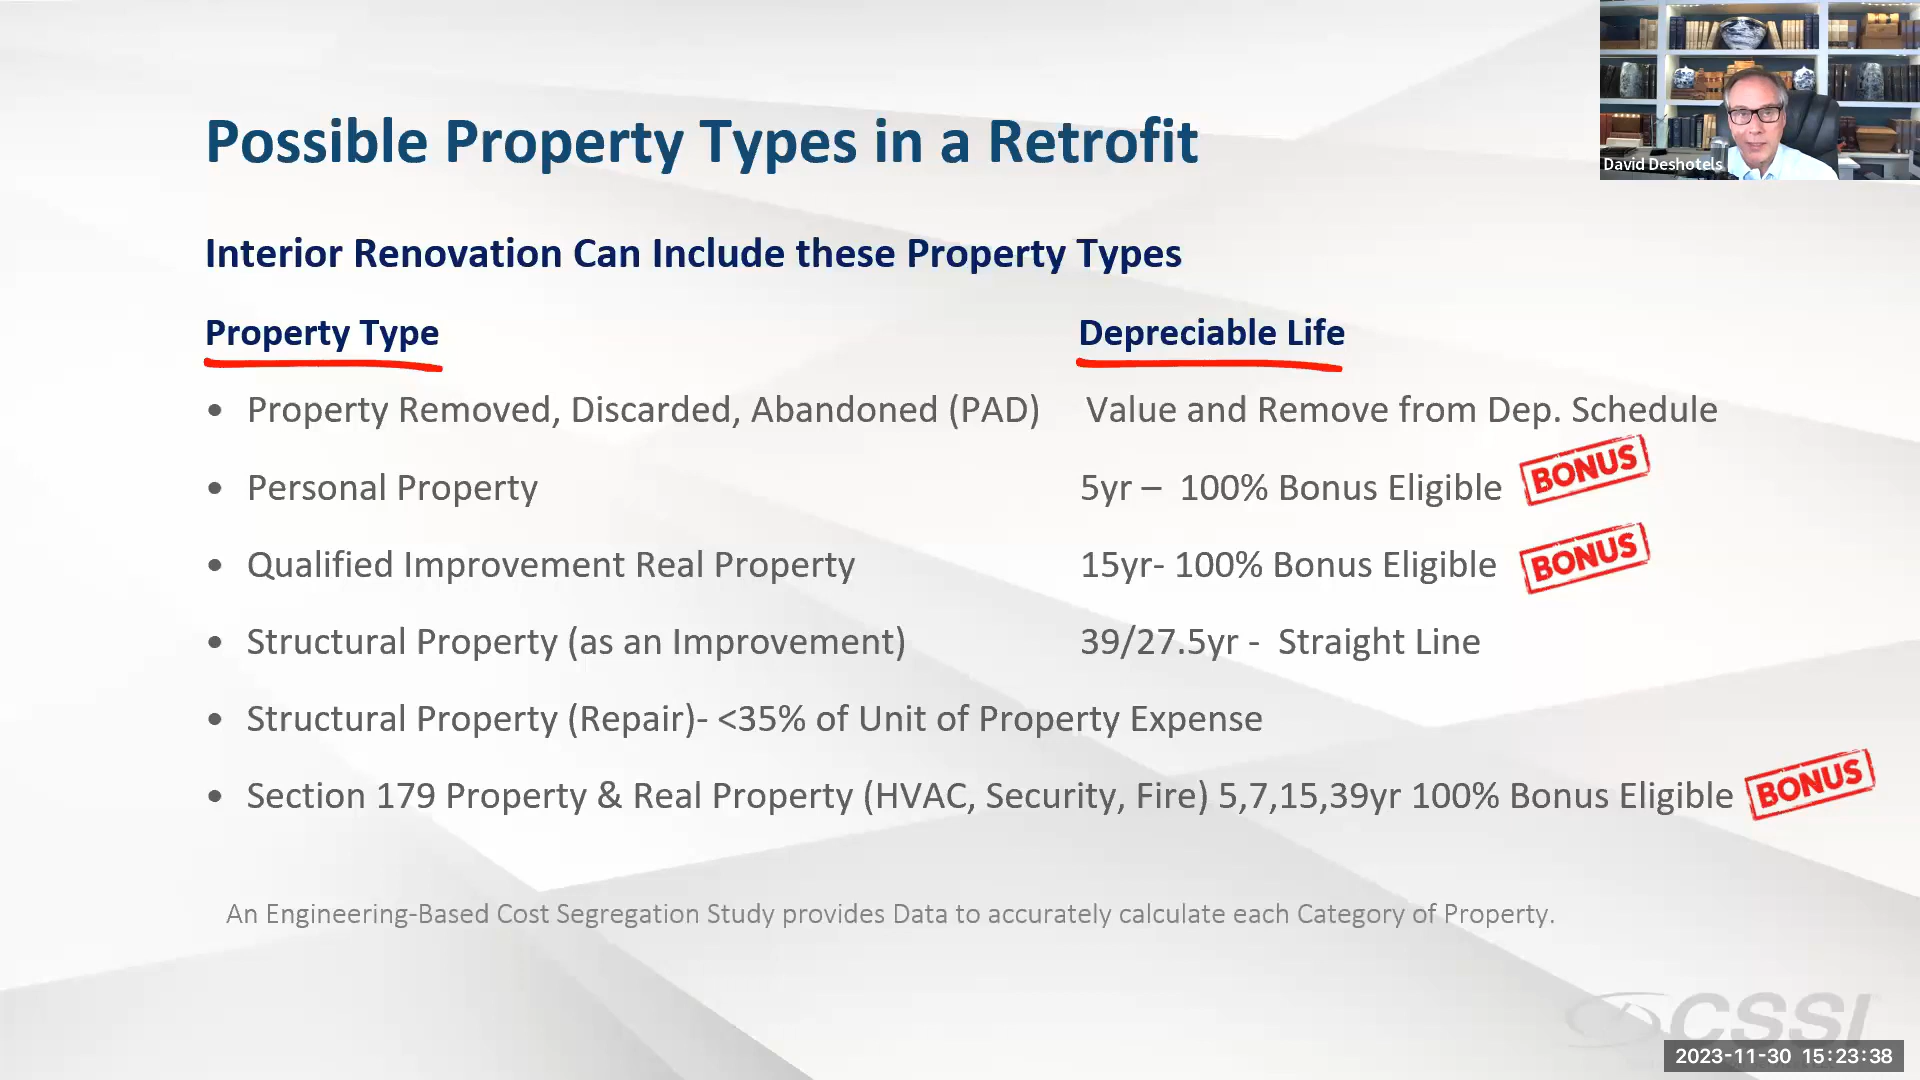 David Deshotels
Possible Property Types in a Retrofit
Interior Renovation Can Include these Property Types
Property Type Depreciable Life
• Property Removed, Discarded, Abandoned (PAD) Value and Remove from Dep. Schedule
• Personal Property 5yr – 100% Bonus Eligible BONUS
• Qualified Improvement Real Property 15yr- 100% Bonus Eligible BONUS
• Structural Property (as an Improvement) 39/27.5yr - Straight Line
• Structural Property (Repair)- <35% of Unit of Property Expense
• Section 179 Property & Real Property (HVAC, Security, Fire) 5,7,15,39yr 100% Bonus Eligible BONUS
An Engineering-Based Cost Segregation Study provides Data to accurately calculate each Category of Property.
CSSI
2023-11-30 15:23:38